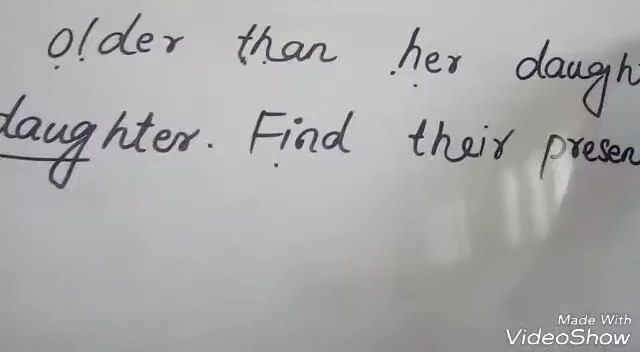 older than her daugh
daughter. Find their presen
Made With
VideoShow